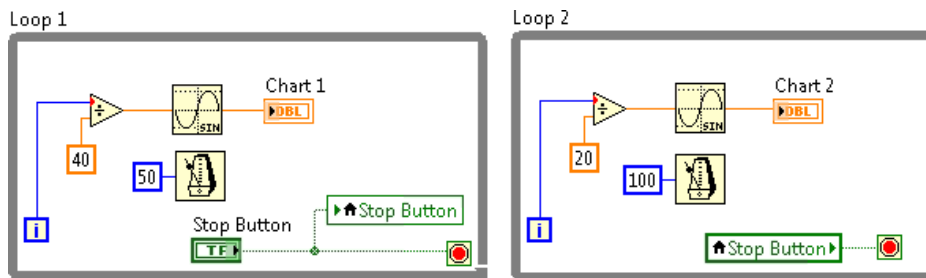 Loop 1
Chart 1
DBL
÷
SIN
40
50
Stop Button
Stop Button
TF
i
Loop 2
Chart 2
DBL
÷
SIN
20
100
i
Stop Button